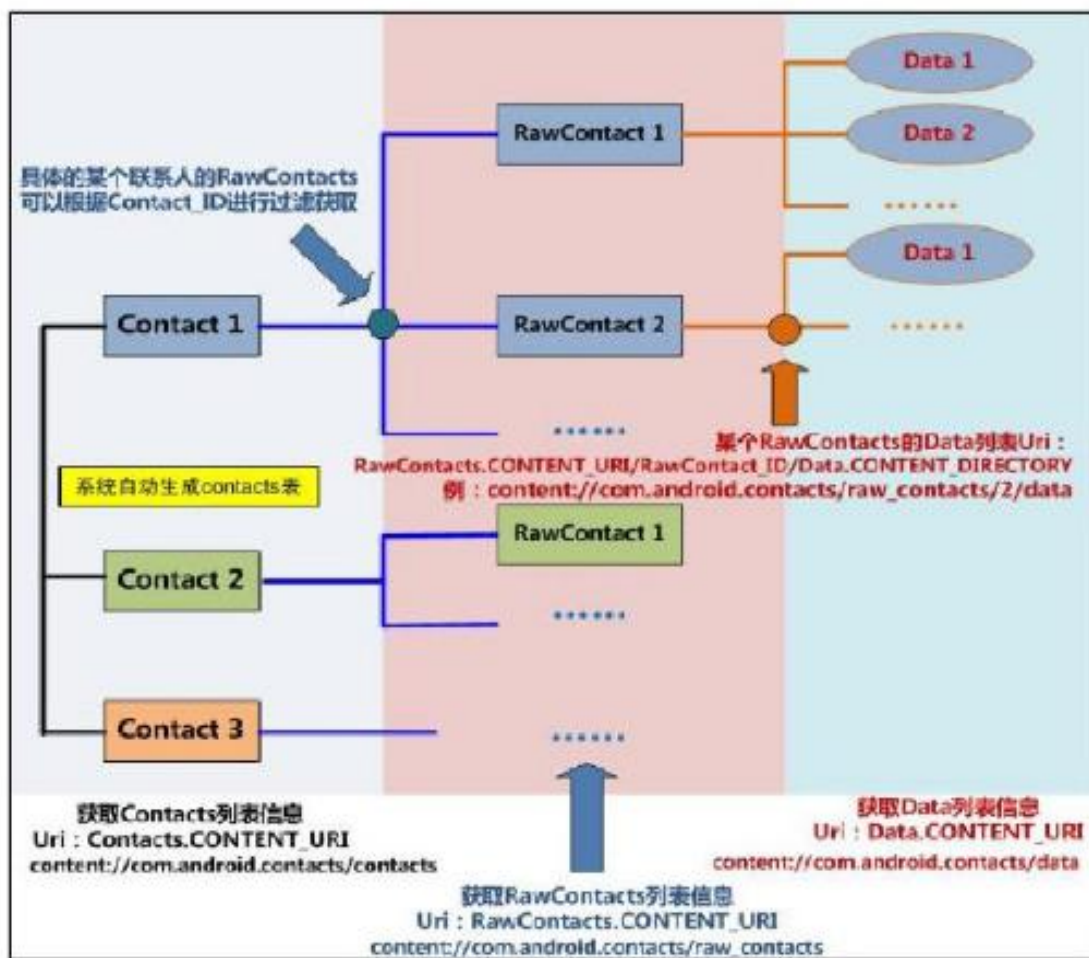 Data 1
RawContact 1
Data 2
具体的某个联系人的RawContacts
可以根据Contact_ID进行过滤获取
......
Data 1
Contact 1
RawContact 2
......
......
某个RawContacts的Data列表Uri：
RawContacts.CONTENT_URI/RawContact_ID/Data.CONTENT_DIRECTORY
例：content://com.android.contacts/raw_contacts/2/data
系统自动生成contacts表
RawContact 1
Contact 2
......
Contact 3
......
获取Contacts列表信息
Uri：Contacts.CONTENT_URI
content://com.android.contacts/contacts
获取Data列表信息
Uri：Data.CONTENT_URI
content://com.android.contacts/data
获取RawContacts列表信息
Uri：RawContacts.CONTENT_URI
content://com.android.contacts/raw_contacts